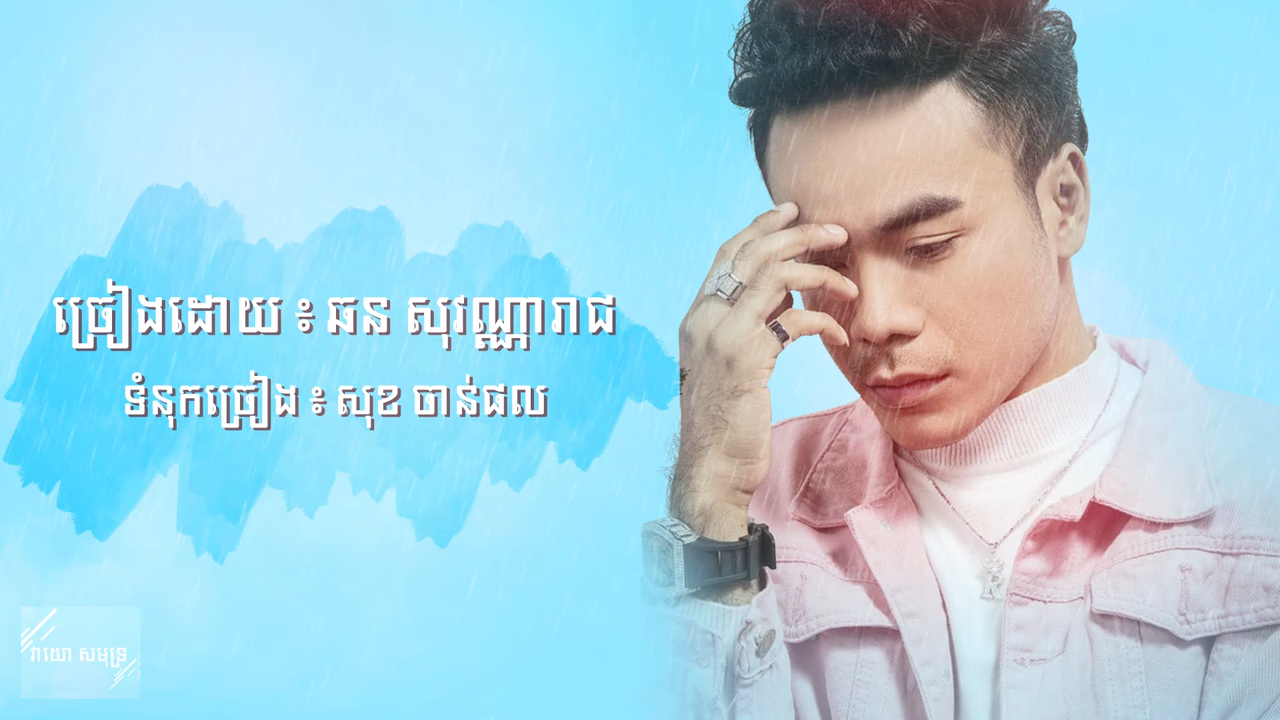 ច្រៀងដោយ ៖ ឆន សុវណ្ណារាជ
ទំនុកច្រៀង ៖ សុខ ចាន់ផល
វាយោ សមុទ្រ
R